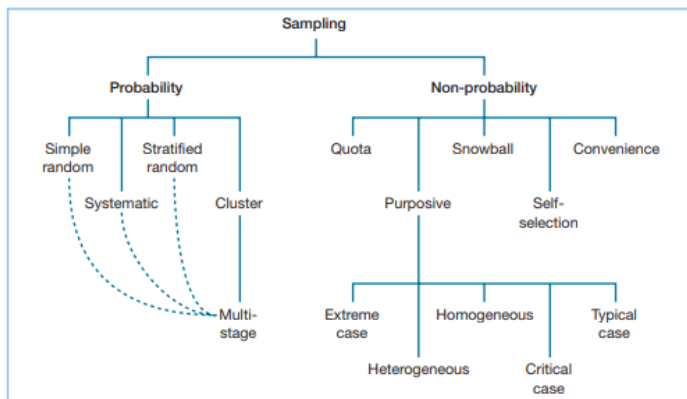 Sampling
Probability
Non-probability
Simple
random
Stratified
random
Quota
Snowball
Convenience
Systematic
Cluster
Purposive
Self-
selection
Multi-
stage
Extreme
case
Homogeneous
Typical
case
Heterogeneous
Critical
case